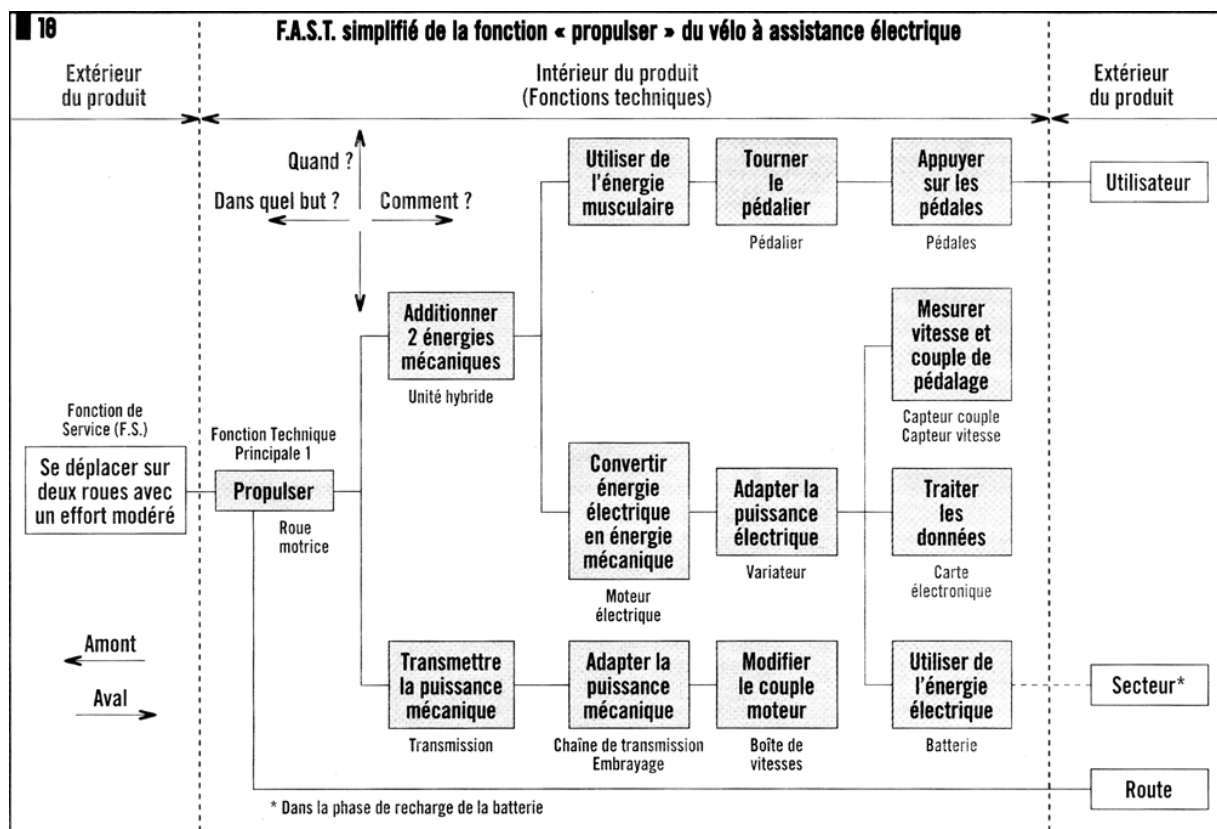 18
F.A.S.T. simplifié de la fonction « propulser » du vélo à assistance électrique
Extérieur
du produit
Intérieur du produit
(Fonctions techniques)
Extérieur
du produit
Quand ?
Dans quel but ?
Comment ?
Utiliser de
l'énergie
musculaire
Tourner
le
pédalier
Pédalier
Appuyer
sur les
pédales
Pédales
Utilisateur
Additionner
2 énergies
mécaniques
Unité hybride
Mesurer
vitesse et
couple de
pédalage
Capteur couple
Capteur vitesse
Fonction de
Service (F.S.)
Se déplacer sur
deux roues avec
un effort modéré
Fonction Technique
Principale 1
Propulser
Roue
motrice
Convertir
énergie
électrique
en énergie
mécanique
Moteur
électrique
Adapter la
puissance
électrique
Variateur
Traiter
les
données
Carte
électronique
Amont
Aval
Transmettre
la puissance
mécanique
Transmission
Adapter la
puissance
mécanique
Chaîne de transmission
Embrayage
Modifier
le couple
moteur
Boîte de
vitesses
Utiliser de
l'énergie
électrique
Batterie
Secteur*
Route
* Dans la phase de recharge de la batterie